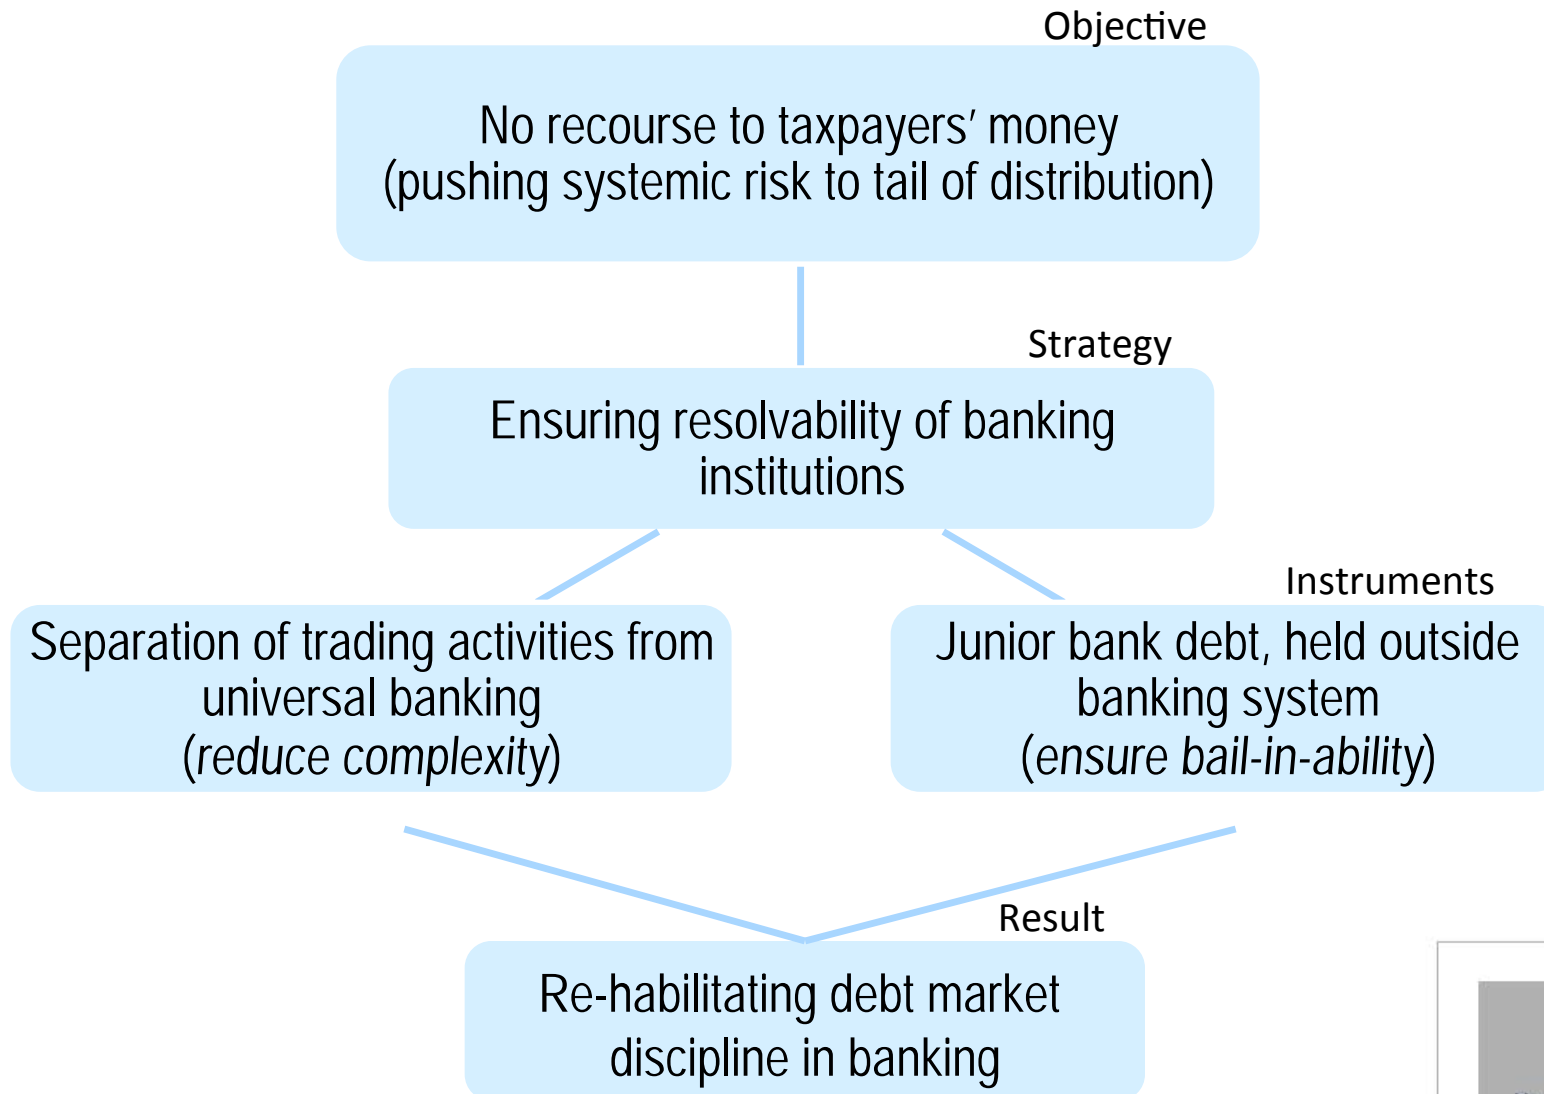 Objective
No recourse to taxpayers’ money
(pushing systemic risk to tail of distribution)
Strategy
Ensuring resolvability of banking
institutions
Instruments
Separation of trading activities from
universal banking
(reduce complexity)
Junior bank debt, held outside
banking system
(ensure bail-in-ability)
Result
Re-habilitating debt market
discipline in banking